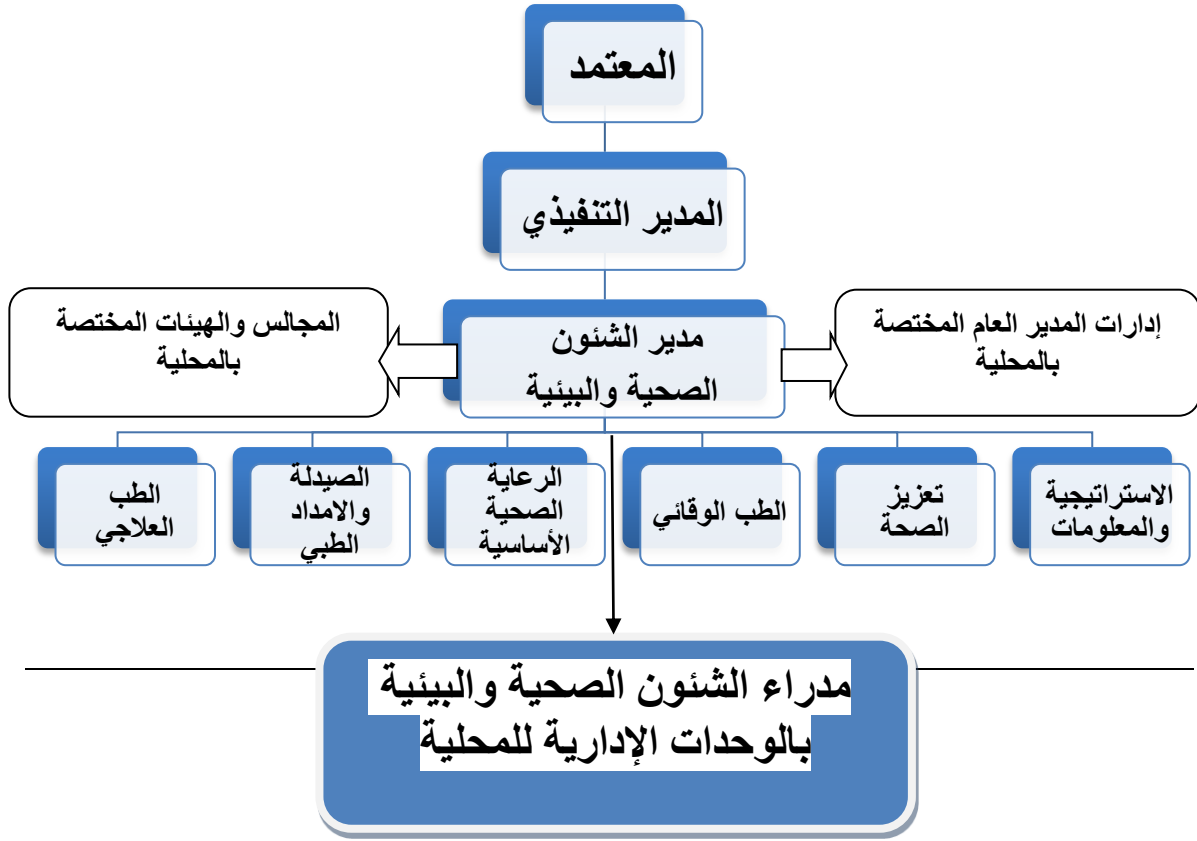 المعتمد
المدير التنفيذي
إدارات المدير العام المختصة
بالمحلية
مدير الشئون
الصحية والبيئية
المجالس والهيئات المختصة
بالمحلية
الاستراتيجية
والمعلومات
تعزيز
الصحة
الطب الوقائي
الرعاية
الصحية
الأساسية
الصيدلة
والامداد
الطبي
الطب
العلاجي
مدراء الشئون الصحية والبيئية
بالوحدات الإدارية للمحلية